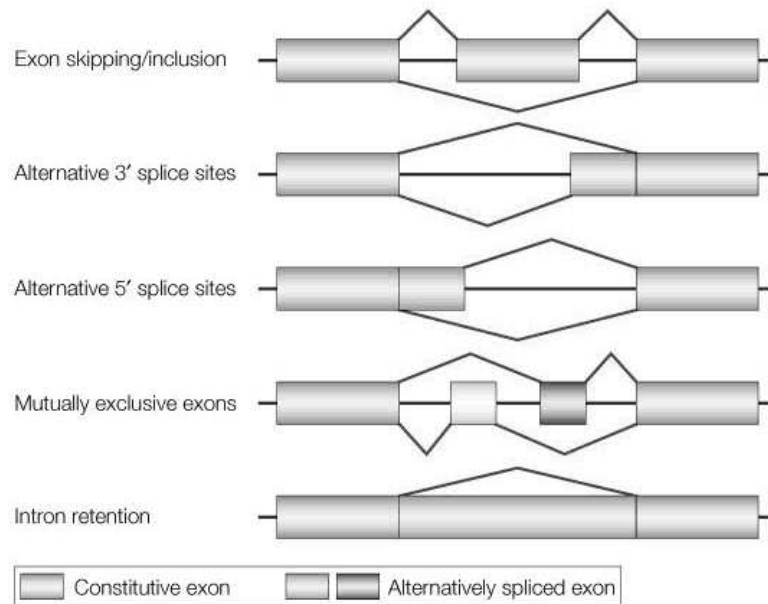 Exon skipping/inclusion
Alternative 3′ splice sites
Alternative 5′ splice sites
Mutually exclusive exons
Intron retention
Constitutive exon
Alternatively spliced exon